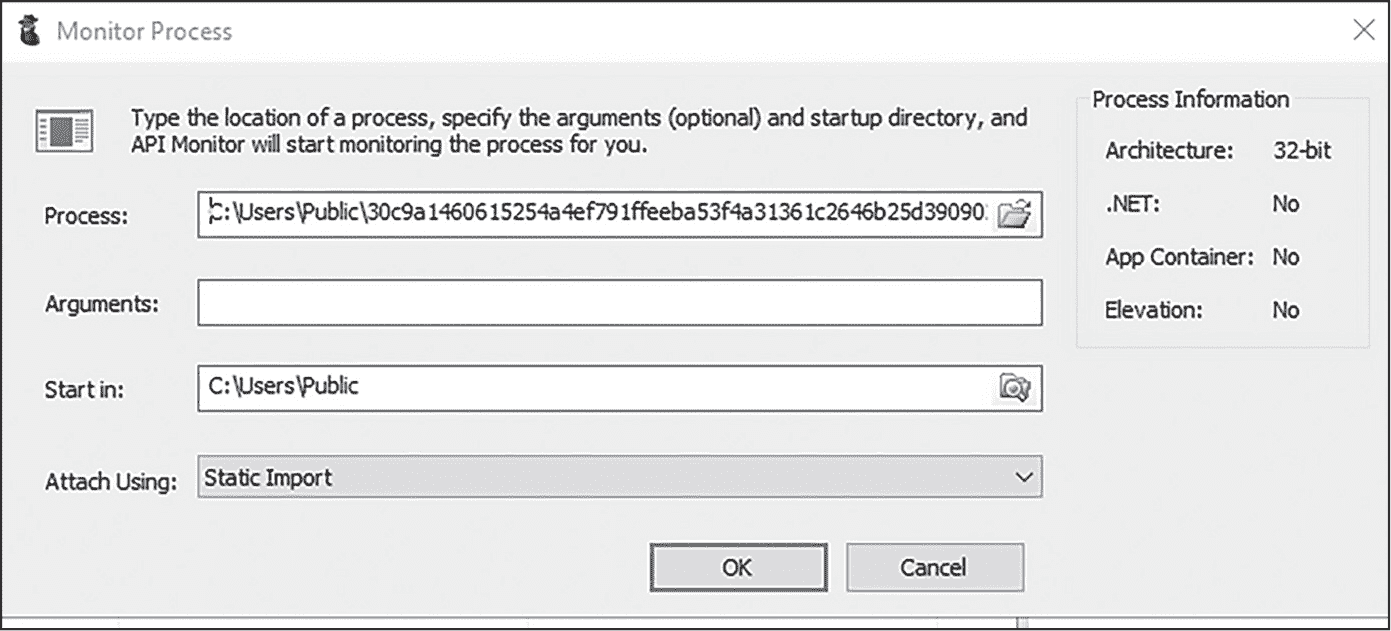 Monitor Process
Type the location of a process, specify the arguments (optional) and startup directory, and
API Monitor will start monitoring the process for you.
Process:
C:\Users\Public\30c9a1460615254a4ef791ffeeba53f4a31361c2646b25d39090
Arguments:
Start in:
C:\Users\Public
Attach Using:
Static Import
OK
Cancel
Process Information
Architecture: 32-bit
.NET: No
App Container: No
Elevation: No